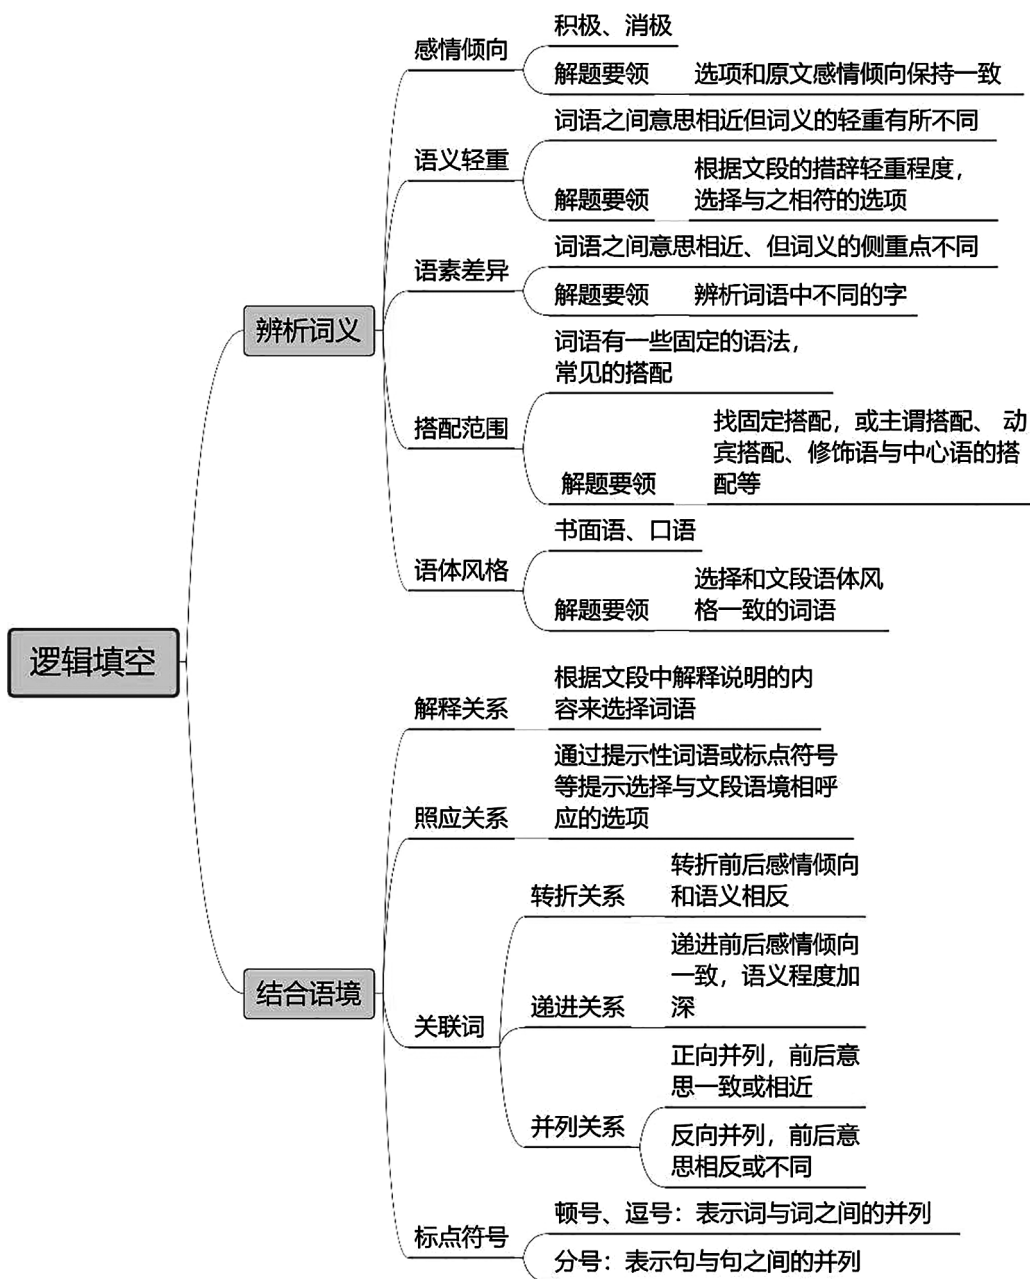 逻辑填空
辨析词义
感情倾向
积极、消极
解题要领
选项和原文感情倾向保持一致
语义轻重
词语之间意思相近但词义的轻重有所不同
解题要领
根据文段的措辞轻重程度，
选择与之相符的选项
语素差异
词语之间意思相近、但词义的侧重点不同
解题要领
辨析词语中不同的字
搭配范围
词语有一些固定的语法，
常见的搭配
解题要领
找固定搭配，或主谓搭配、 动
宾搭配、修饰语与中心语的搭
配等
语体风格
书面语、口语
解题要领
选择和文段语体风
格一致的词语
结合语境
解释关系
根据文段中解释说明的内
容来选择词语
照应关系
通过提示性词语或标点符号
等提示选择与文段语境相呼
应的选项
关联词
转折关系
转折前后感情倾向
和语义相反
递进关系
递进前后感情倾向
一致，语义程度加
深
并列关系
正向并列，前后意
思一致或相近
反向并列，前后意
思相反或不同
标点符号
顿号、逗号：表示词与词之间的并列
分号：表示句与句之间的并列